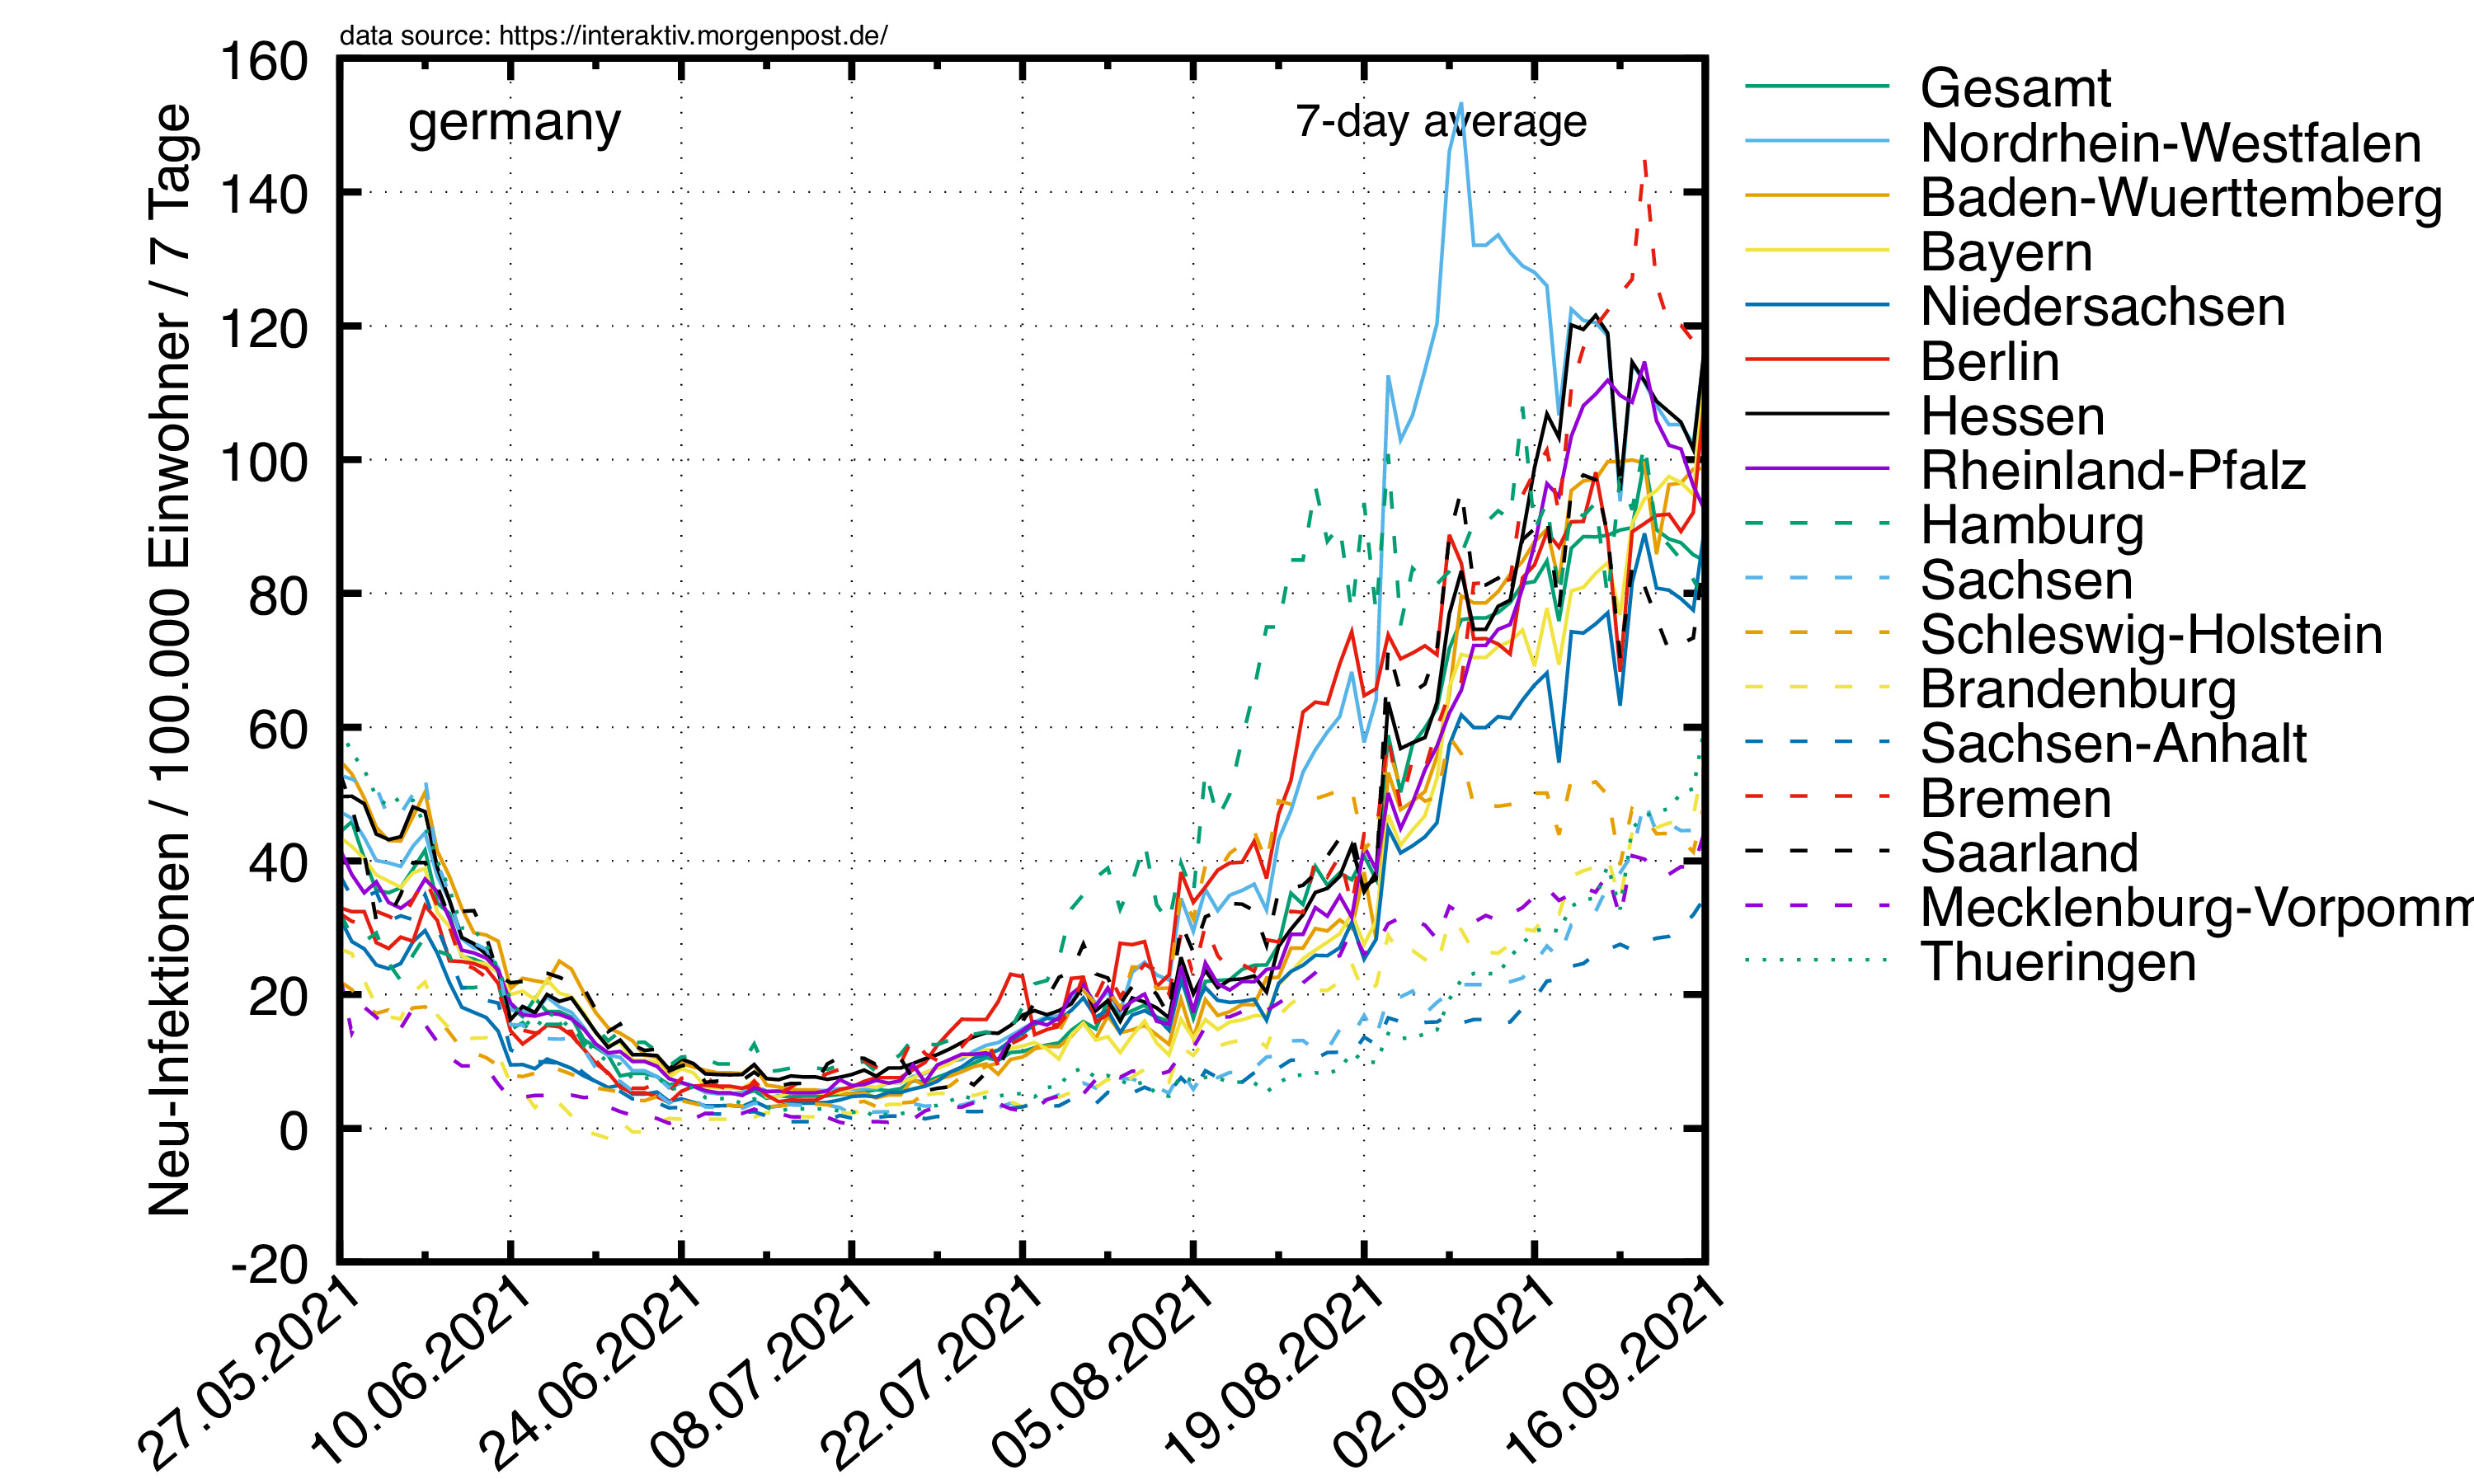 data source: https://interaktiv.morgenpost.de/
germany
7-day average
Neu-Infektionen / 100.000 Einwohner / 7 Tage
160
140
120
100
80
60
40
20
0
-20
27.05.2021
10.06.2021
24.06.2021
08.07.2021
22.07.2021
05.08.2021
19.08.2021
02.09.2021
16.09.2021
Gesamt
Nordrhein-Westfalen
Baden-Wuerttemberg
Bayern
Niedersachsen
Berlin
Hessen
Rheinland-Pfalz
Hamburg
Sachsen
Schleswig-Holstein
Brandenburg
Sachsen-Anhalt
Bremen
Saarland
Mecklenburg-Vorpomm
Thueringen